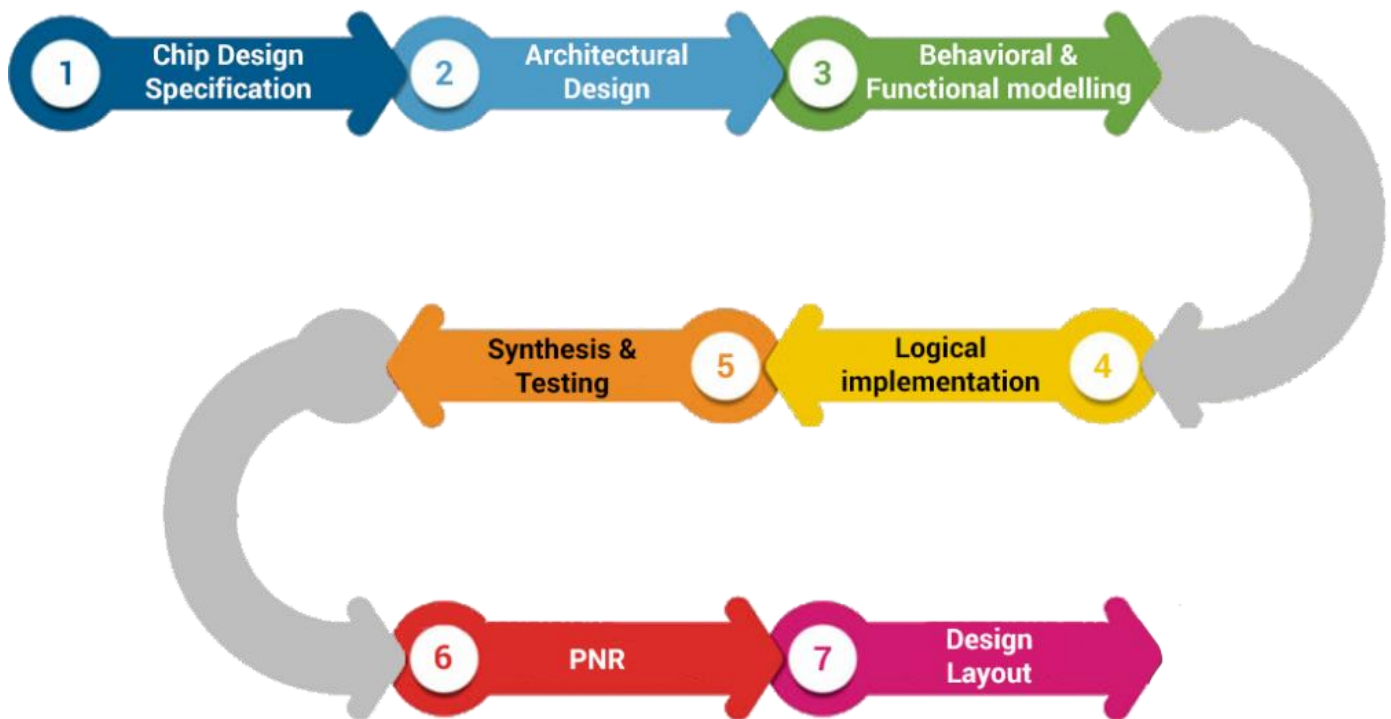 1
Chip Design
Specification
2
Architectural
Design
3
Behavioral &
Functional modelling
4
Logical
implementation
5
Synthesis &
Testing
6
PNR
7
Design
Layout